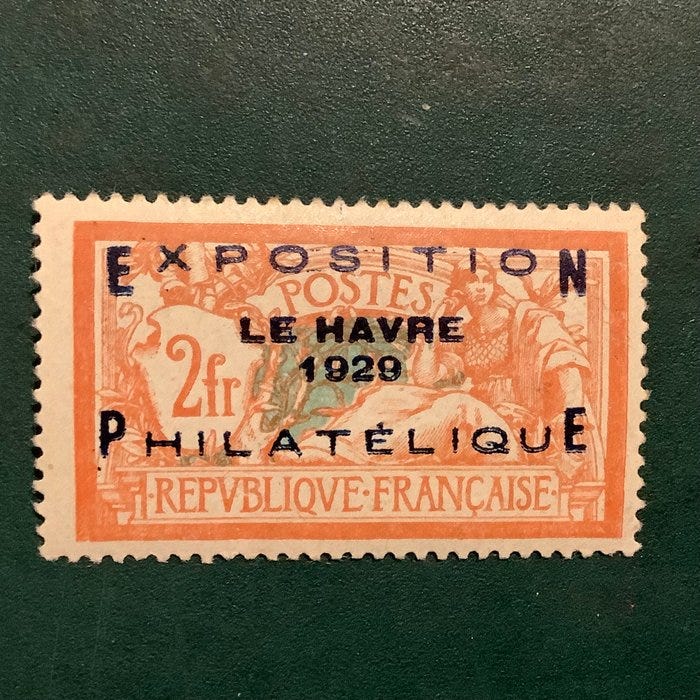 EXPOSITION
POSTES
LE HAVRE
1929
2fr
PHILATÉLIQUE
·REPVBLIQVE·FRANÇAISE·